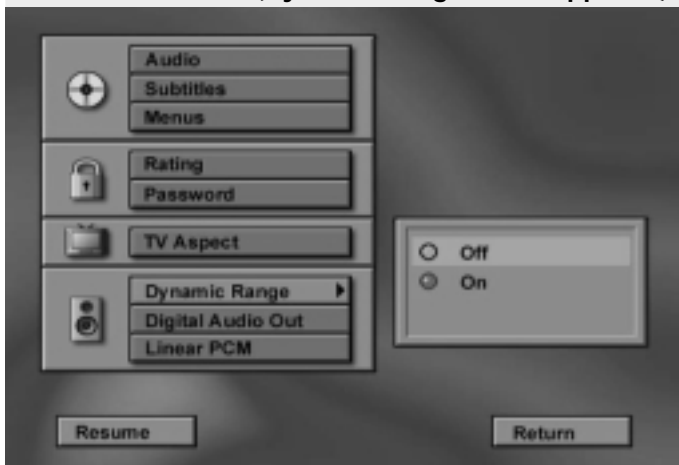 Audio
Subtitles
Menus
Rating
Password
TV Aspect
Dynamic Range
Digital Audio Out
Linear PCM
Off
On
Resume
Return